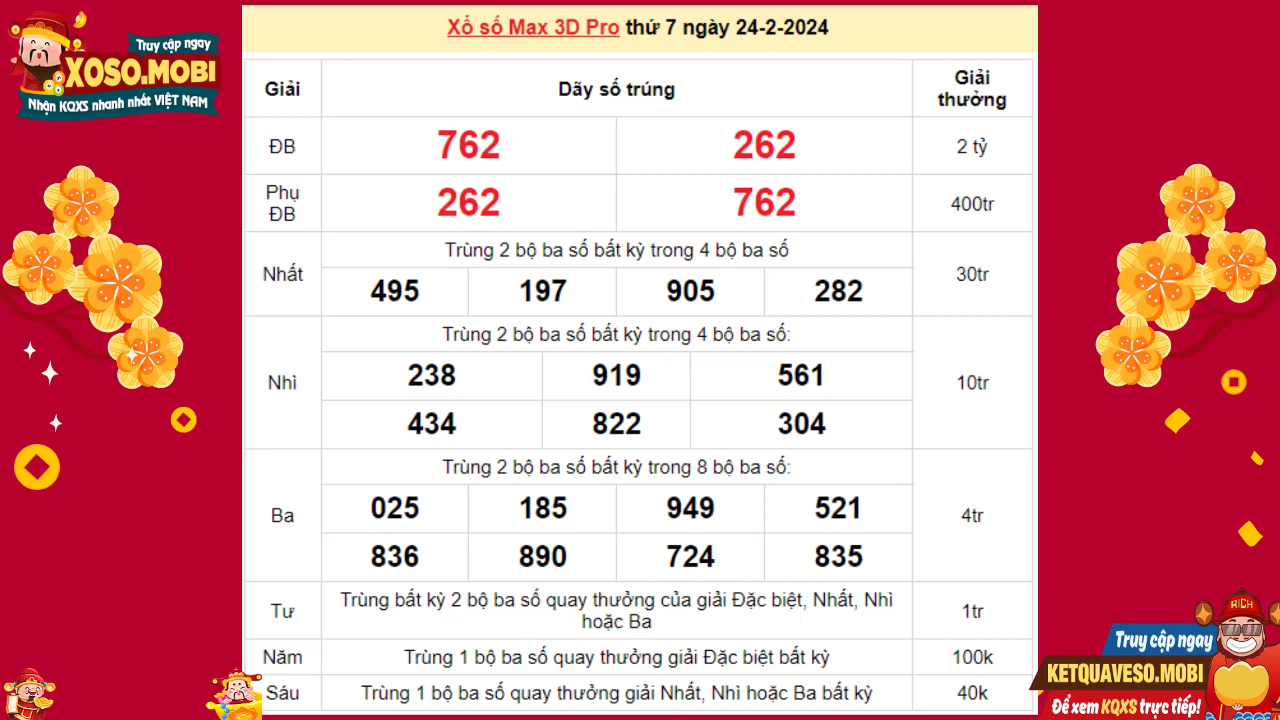 Truy cập ngay
XOSO.MOBI
Nhận KQXS nhanh nhất VIỆT NAM
Xổ số Max 3D Pro thứ 7 ngày 24-2-2024
Giải Dãy số trúng Giải
thưởng
ĐB 762 262 2 tỷ
Phụ
ĐB 262 762 400tr
Nhất Trùng 2 bộ ba số bất kỳ trong 4 bộ ba số 30tr
495 197 905 282
Nhì Trùng 2 bộ ba số bất kỳ trong 4 bộ ba số: 10tr
238 919 561
434 822 304
Ba Trùng 2 bộ ba số bất kỳ trong 8 bộ ba số: 4tr
025 185 949 521
836 890 724 835
Tư Trùng bất kỳ 2 bộ ba số quay thưởng của giải Đặc biệt, Nhất, Nhì
hoặc Ba 1tr
Năm Trùng 1 bộ ba số quay thưởng giải Đặc biệt bất kỳ 100k
Sáu Trùng 1 bộ ba số quay thưởng giải Nhất, Nhì hoặc Ba bất kỳ 40k
RICH
Truy cập ngay
KETQUAVESO.MOBI
Để xem KQXS trực tiếp!